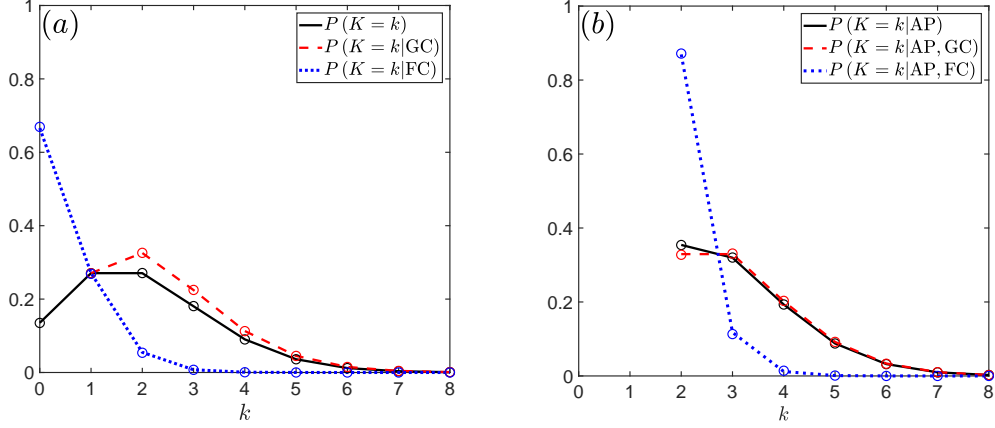 (a)
P (K = k)
P (K = k|GC)
P (K = k|FC)
1
0.8
0.6
0.4
0.2
0
0 1 2 3 4 5 6 7 8
k
(b)
P (K = k|AP)
P (K = k|AP, GC)
P (K = k|AP, FC)
1
0.8
0.6
0.4
0.2
0
0 1 2 3 4 5 6 7 8
k